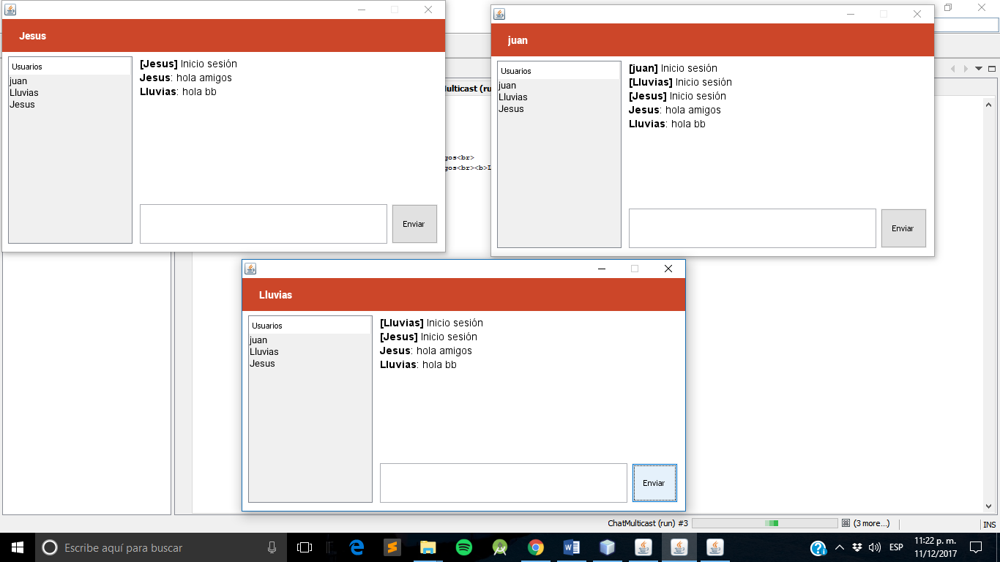 Jesus
Usuarios
juan
Lluvias
Jesus
[Jesus] Inicio sesión
Jesus: hola amigos
Lluvias: hola bb
Enviar
juan
Usuarios
juan
Lluvias
Jesus
[juan] Inicio sesión
[Lluvias] Inicio sesión
[Jesus] Inicio sesión
Jesus: hola amigos
Lluvias: hola bb
Enviar
ulticast (ru
gos<br>
gos<br><b>L
Lluvias
Usuarios
juan
Lluvias
Jesus
[Lluvias] Inicio sesión
[Jesus] Inicio sesión
Jesus: hola amigos
Lluvias: hola bb
Enviar
ChatMulticast (run) #3
(3 more...)
INS
Escribe aquí para buscar
ESP
11:22 p. m.
11/12/2017